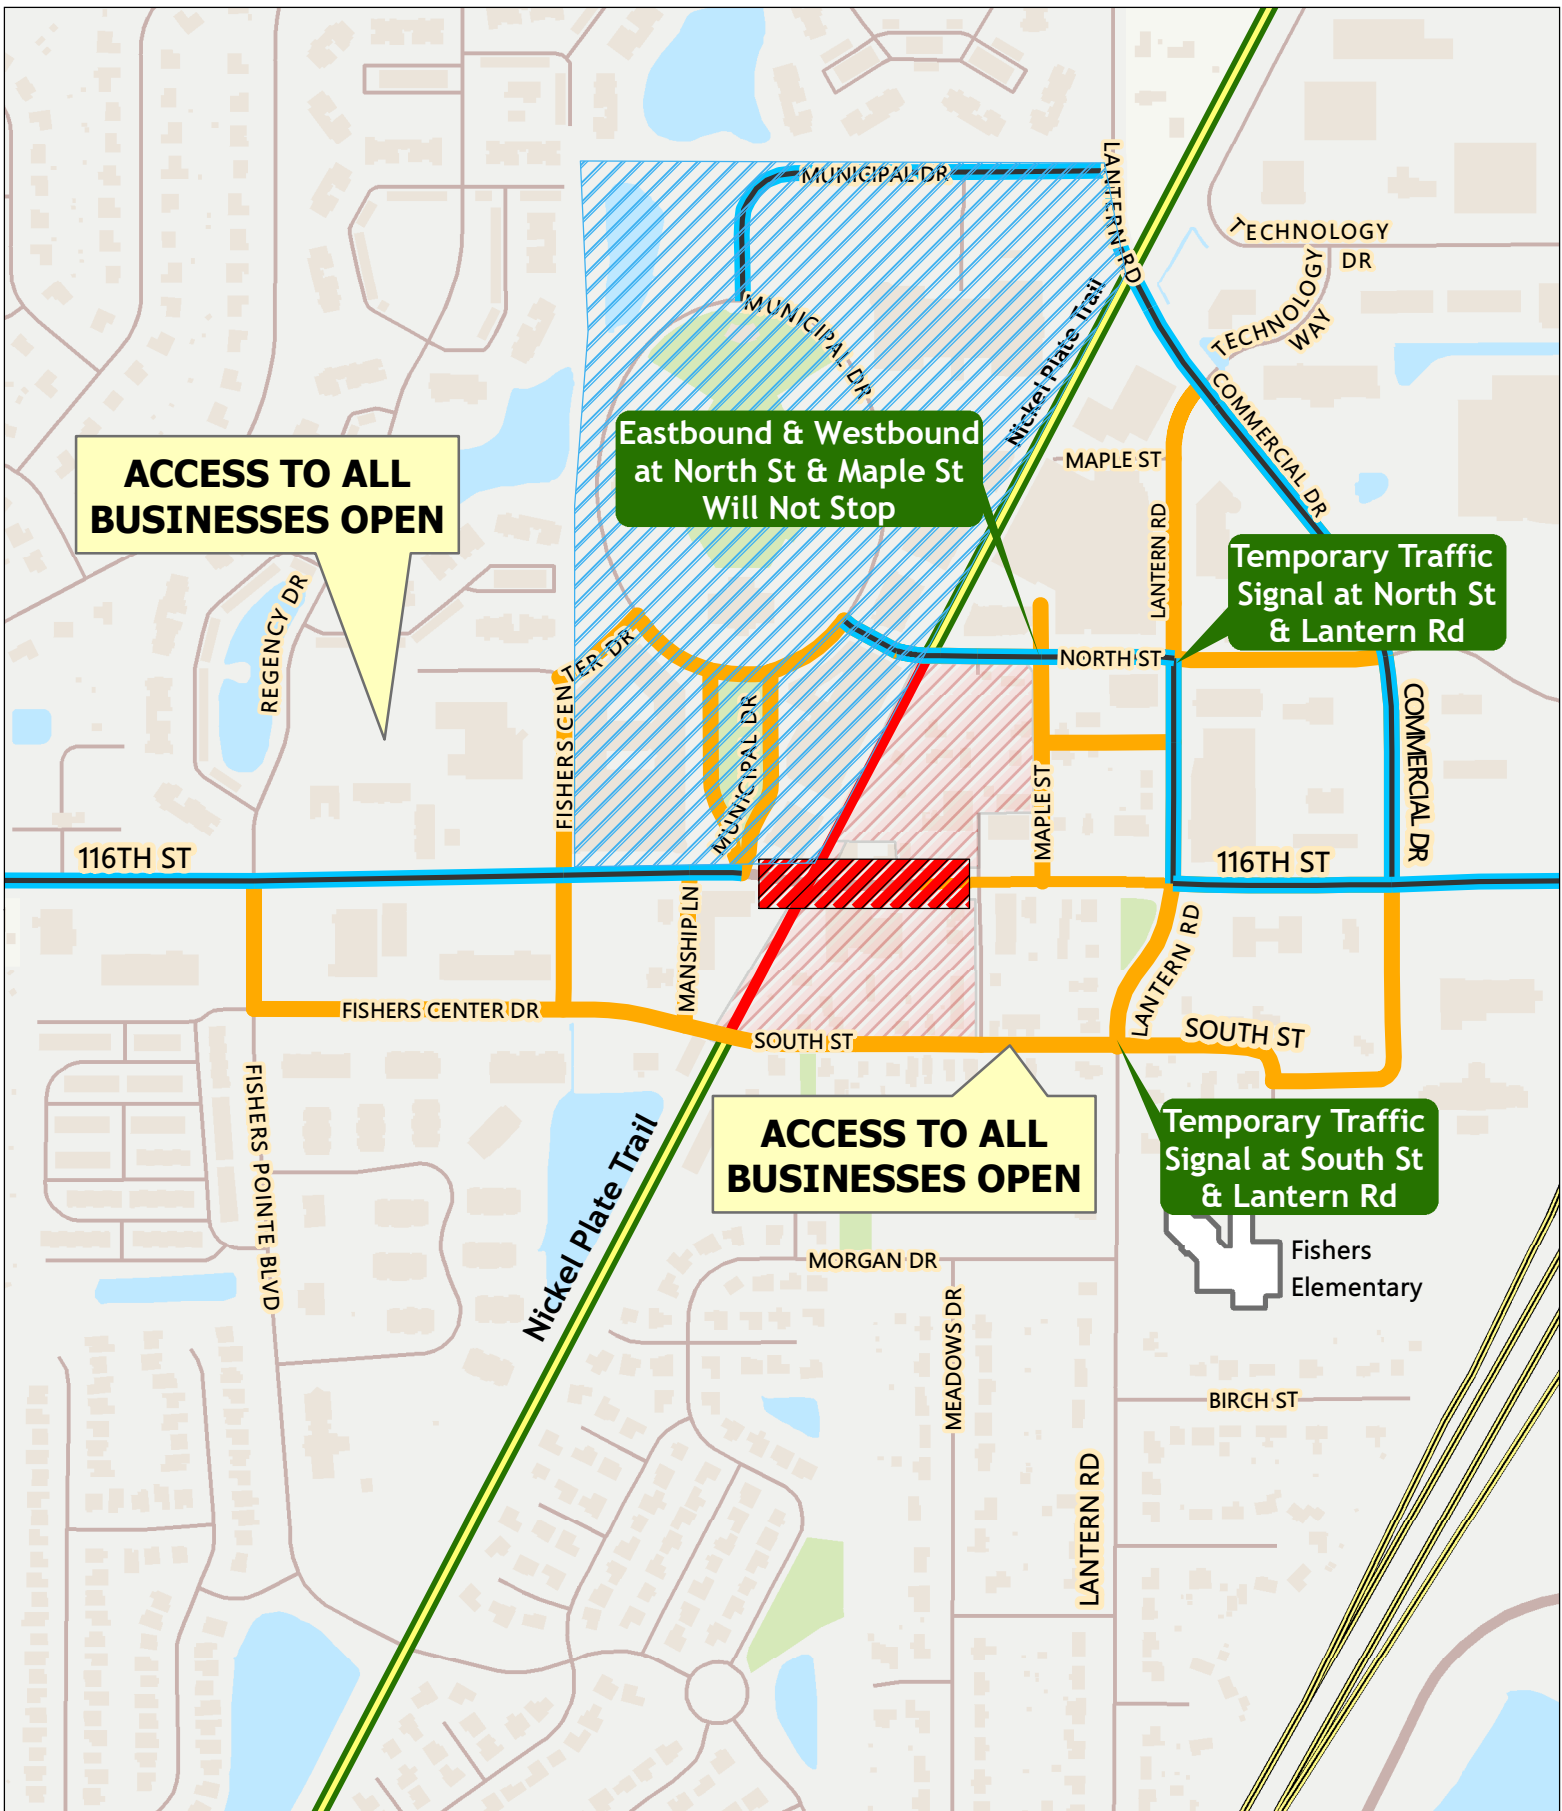 MUNICIPAL DR
LANTERN RD
TECHNOLOGY
DR
TECHNOLOGY
WAY
MUNICIPAL DR
Nickel Plate Trail
COMMERCIAL DR
Eastbound & Westbound
at North St & Maple St
Will Not Stop
MAPLE ST
ACCESS TO ALL
BUSINESSES OPEN
LANTERN RD
Temporary Traffic
Signal at North St
& Lantern Rd
REGENCY DR
FISHERS CENTER DR
NORTH ST
MUNICIPAL DR
COMMERCIAL DR
MAPLE ST
116TH ST
116TH ST
MANSHIP LN
LANTERN RD
FISHERS CENTER DR
SOUTH ST
SOUTH ST
FISHERS POINTE BLVD
Nickel Plate Trail
ACCESS TO ALL
BUSINESSES OPEN
Temporary Traffic
Signal at South St
& Lantern Rd
MORGAN DR
Fishers
Elementary
MEADOWS DR
BIRCH ST
LANTERN RD